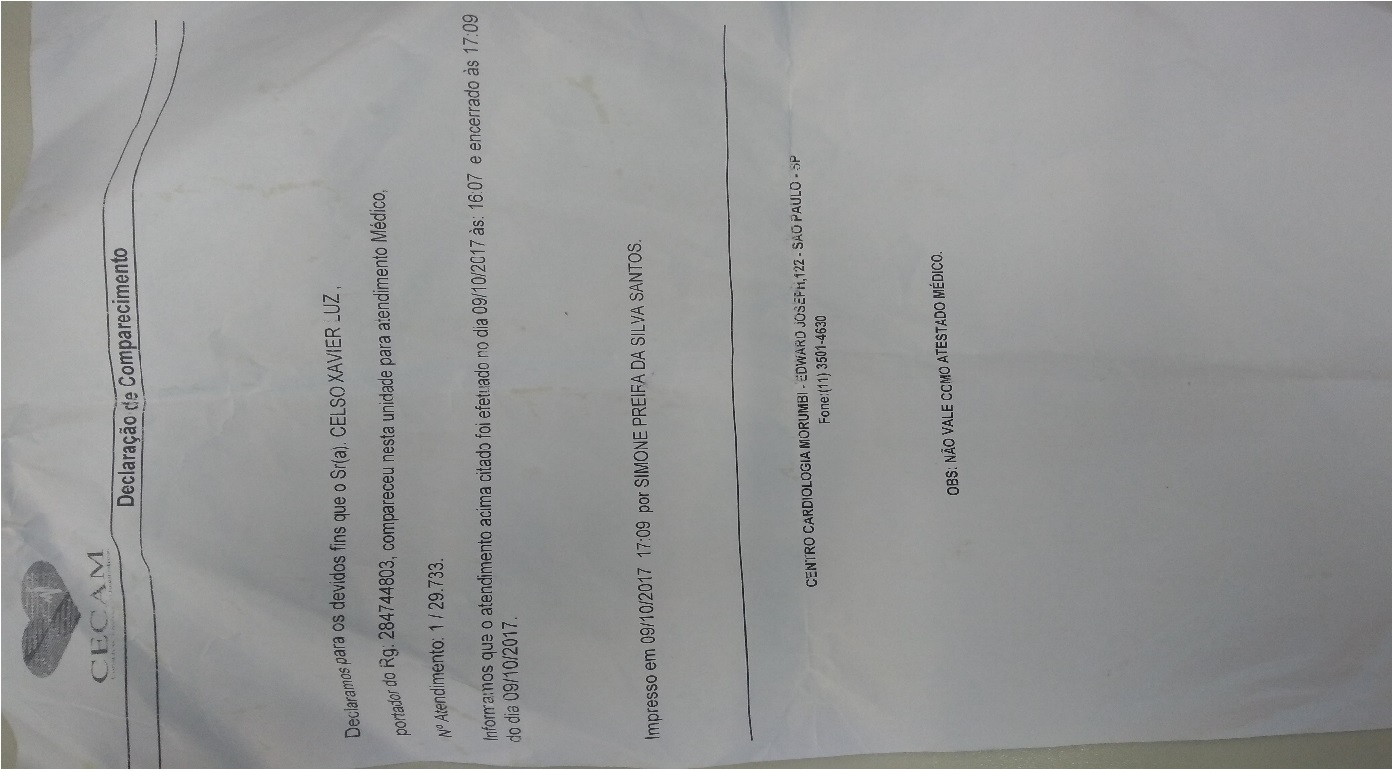 CECAM
Declaração de Comparecimento
Declaramos para os devidos fins que o Sr(a). CELSO XAVIER LUZ ,
portador do Rg: 284744803, compareceu nesta unidade para atendimento Médico,
Nº Atendimento: 1 / 29.733.
Informamos que o atendimento acima citado foi efetuado no dia 09/10/2017 às: 16:07 e encerrado às 17:09
do dia 09/10/2017.
Impresso em 09/10/2017 17:09 por SIMONE PREIRA DA SILVA SANTOS.
CENTRO CARDIOLOGIA MORUMBI - EDWARD JOSEPH,122 - SAO PAULO - SP
Fone:(11) 3501-4630
OBS: NÃO VALE COMO ATESTADO MÉDICO.